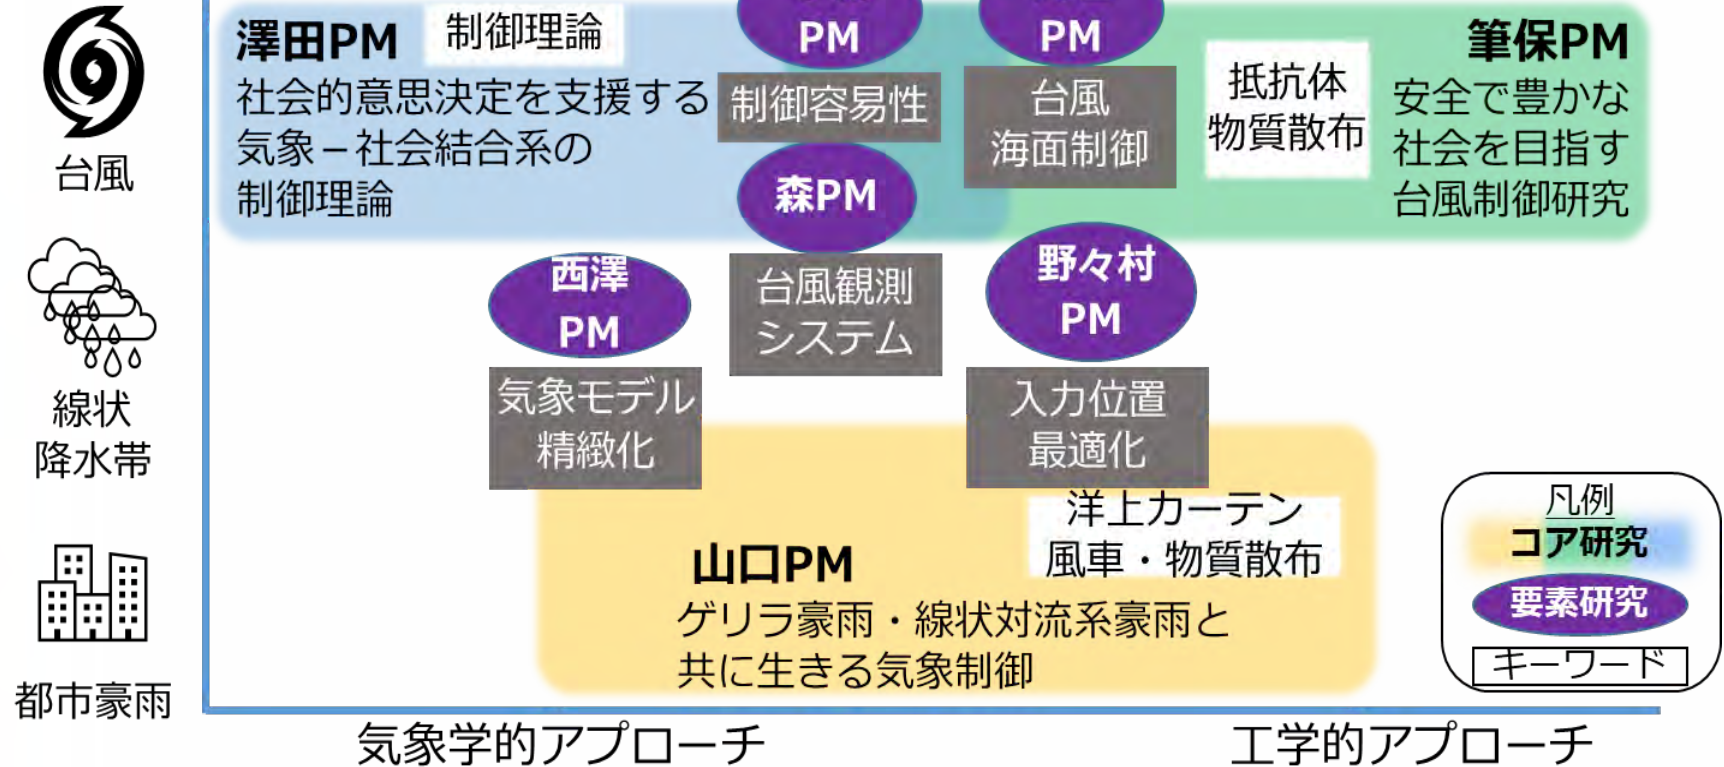 台風
線状
降水帯
都市豪雨
澤田PM
制御理論
社会的意思決定を支援する
気象－社会結合系の
制御理論
PM
制御容易性
PM
台風
海面制御
抵抗体
物質散布
筆保PM
安全で豊かな
社会を目指す
台風制御研究
森PM
台風観測
システム
西澤
PM
気象モデル
精緻化
野々村
PM
入力位置
最適化
洋上カーテン
風車・物質散布
山口PM
ゲリラ豪雨・線状対流系豪雨と
共に生きる気象制御
凡例
コア研究
要素研究
キーワード
気象学的アプローチ
工学的アプローチ